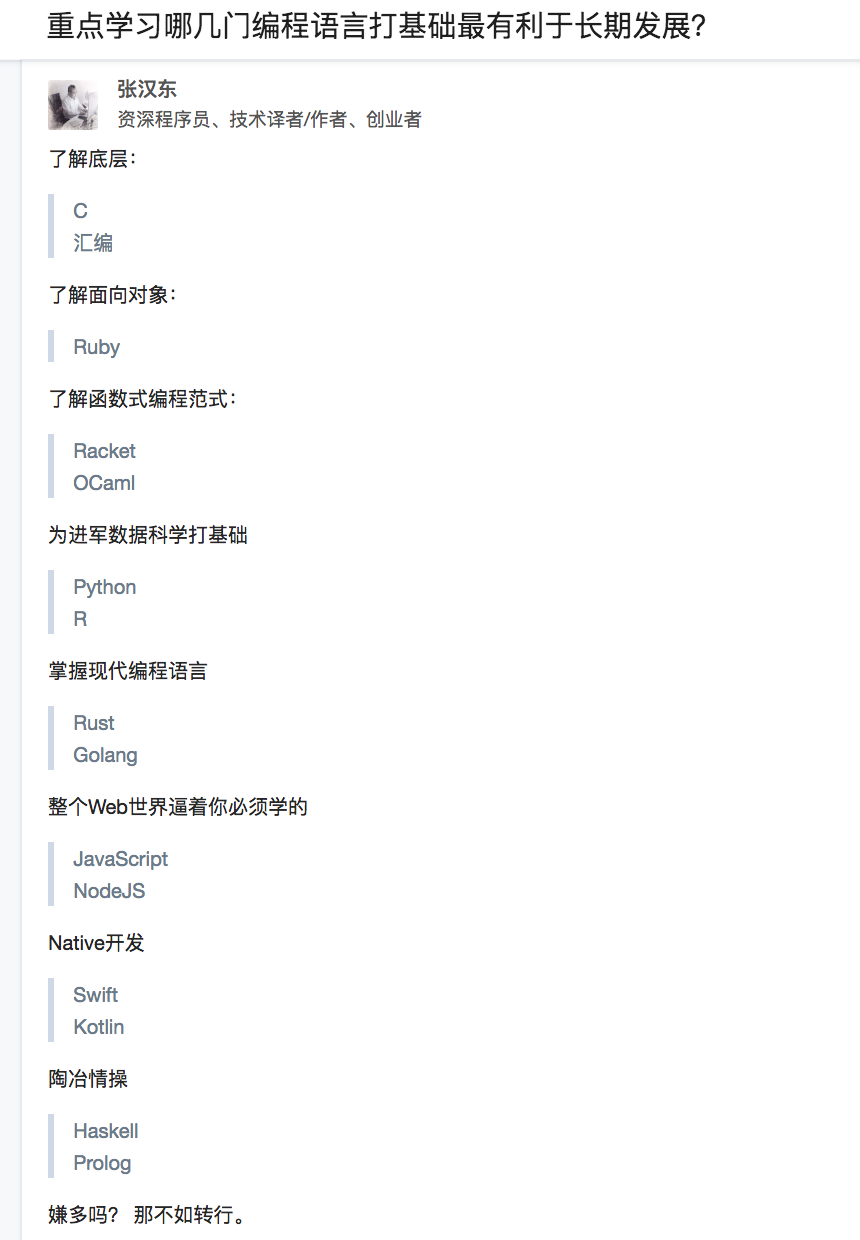 重点学习哪几门编程语言打基础最有利于长期发展?
张汉东
资深程序员、技术译者/作者、创业者
了解底层：
C
汇编
了解面向对象：
Ruby
了解函数式编程范式：
Racket
OCaml
为进军数据科学打基础
Python
R
掌握现代编程语言
Rust
Golang
整个Web世界逼着你必须学的
JavaScript
NodeJS
Native开发
Swift
Kotlin
陶冶情操
Haskell
Prolog
嫌多吗？ 那不如转行。